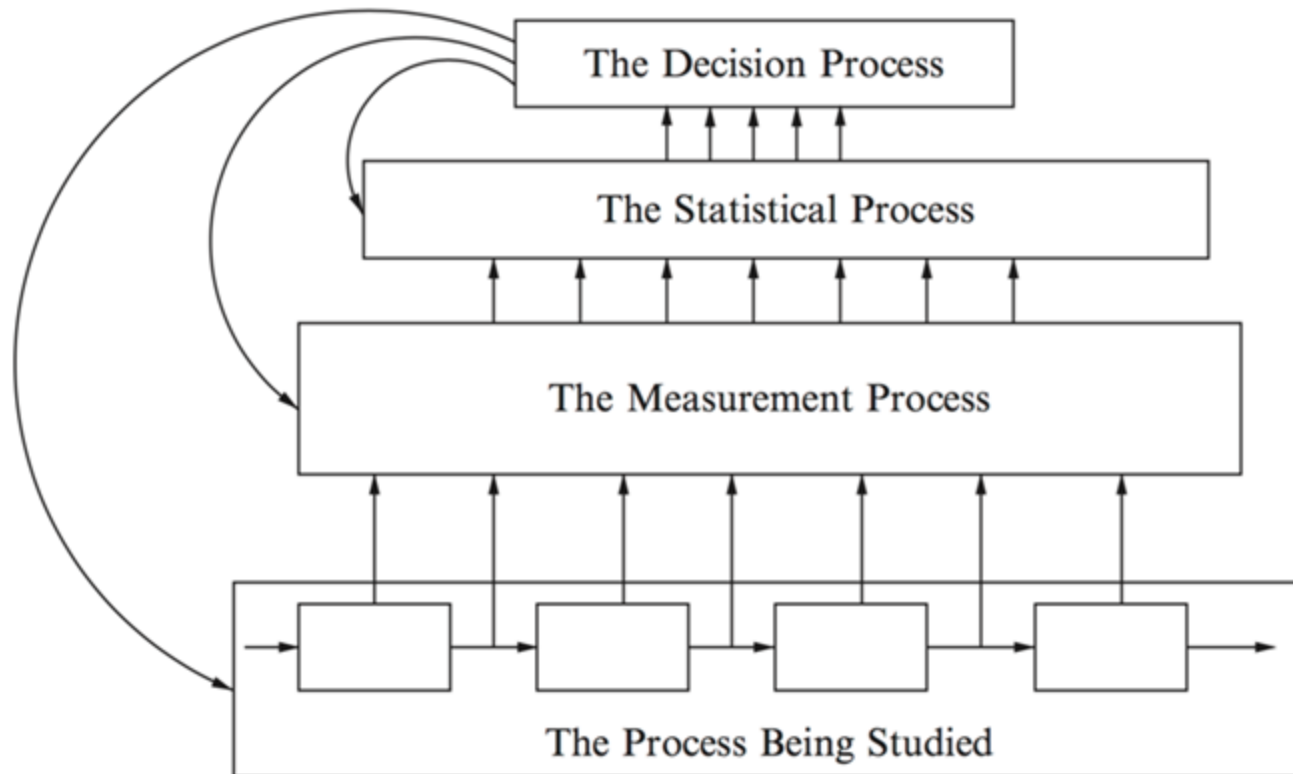 The Decision Process
The Statistical Process
The Measurement Process
The Process Being Studied